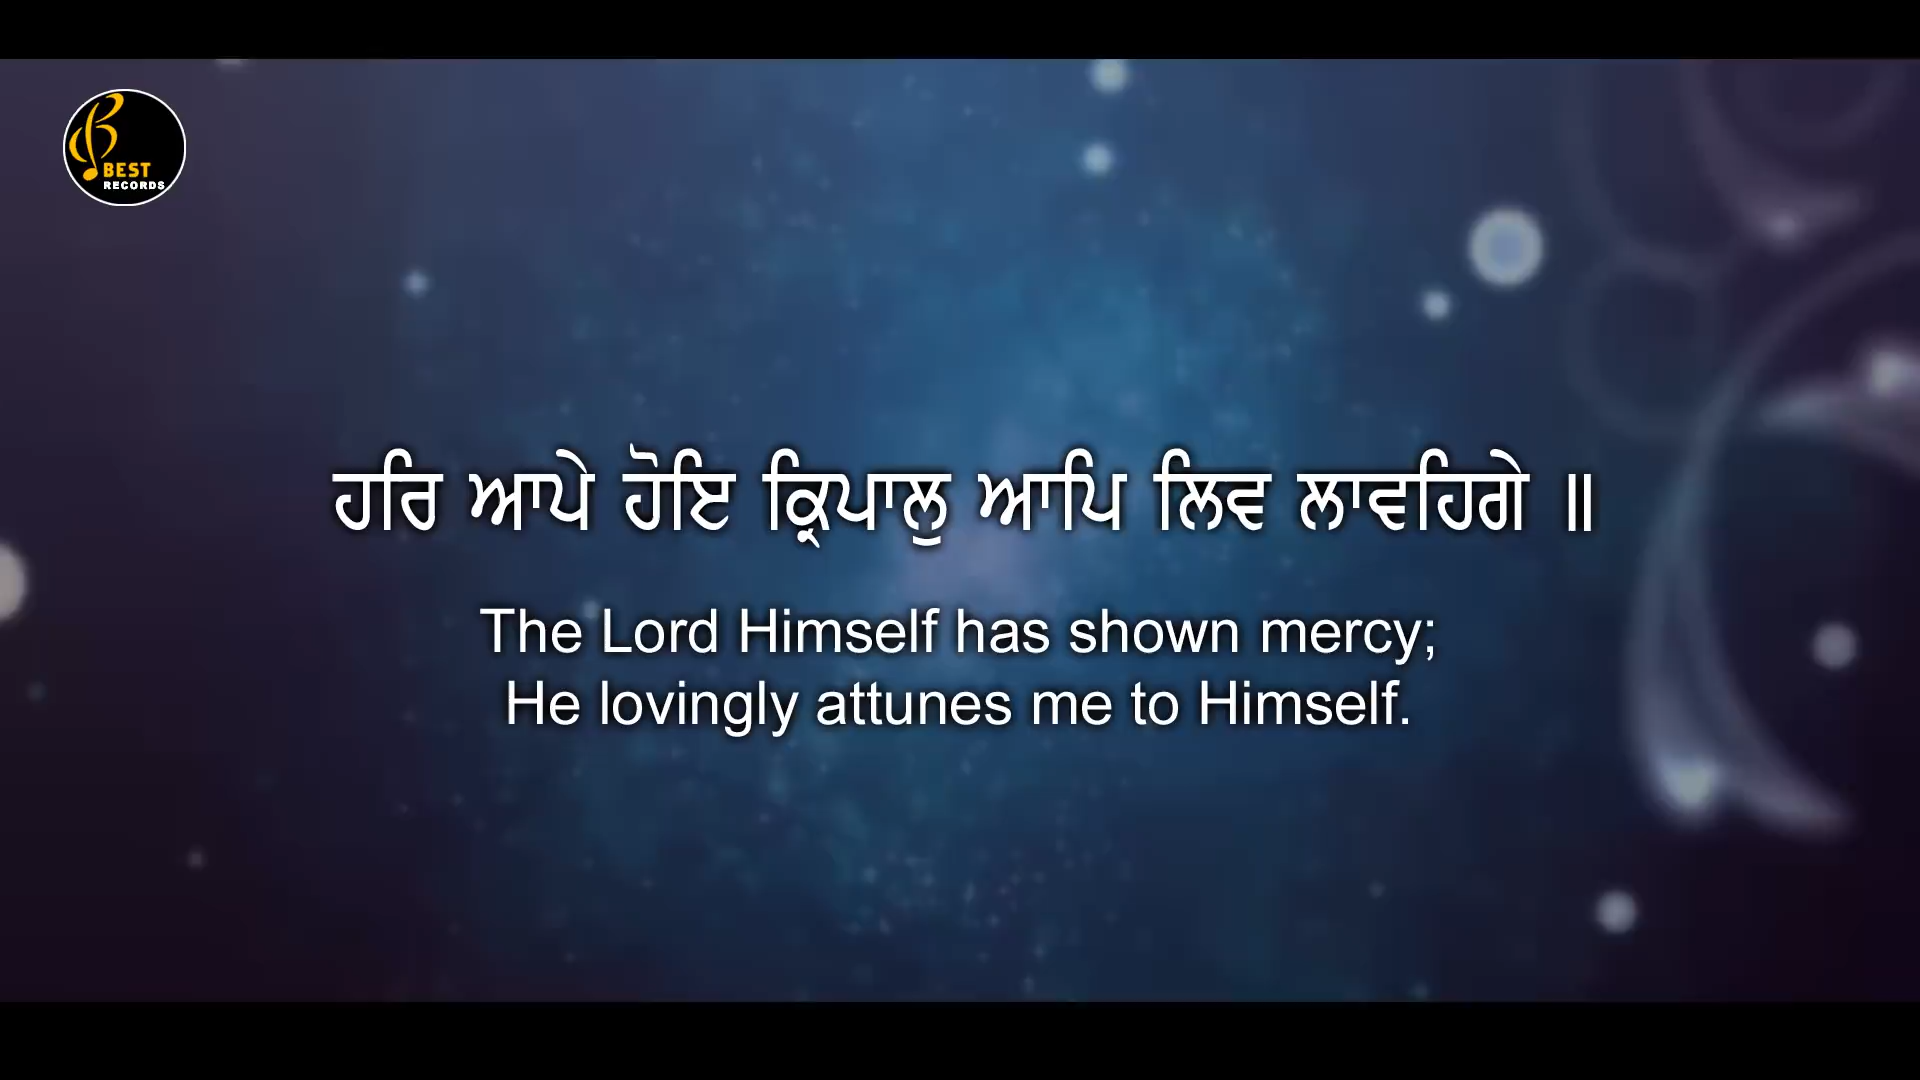 BEST
RECORDS
ਹਰਿ ਆਪੇ ਹੋਇ ਕ੍ਰਿਪਾਲੁ ਆਪਿ ਲਿਵ ਲਾਵਹਿਗੇ ॥
The Lord Himself has shown mercy;
He lovingly attunes me to Himself.